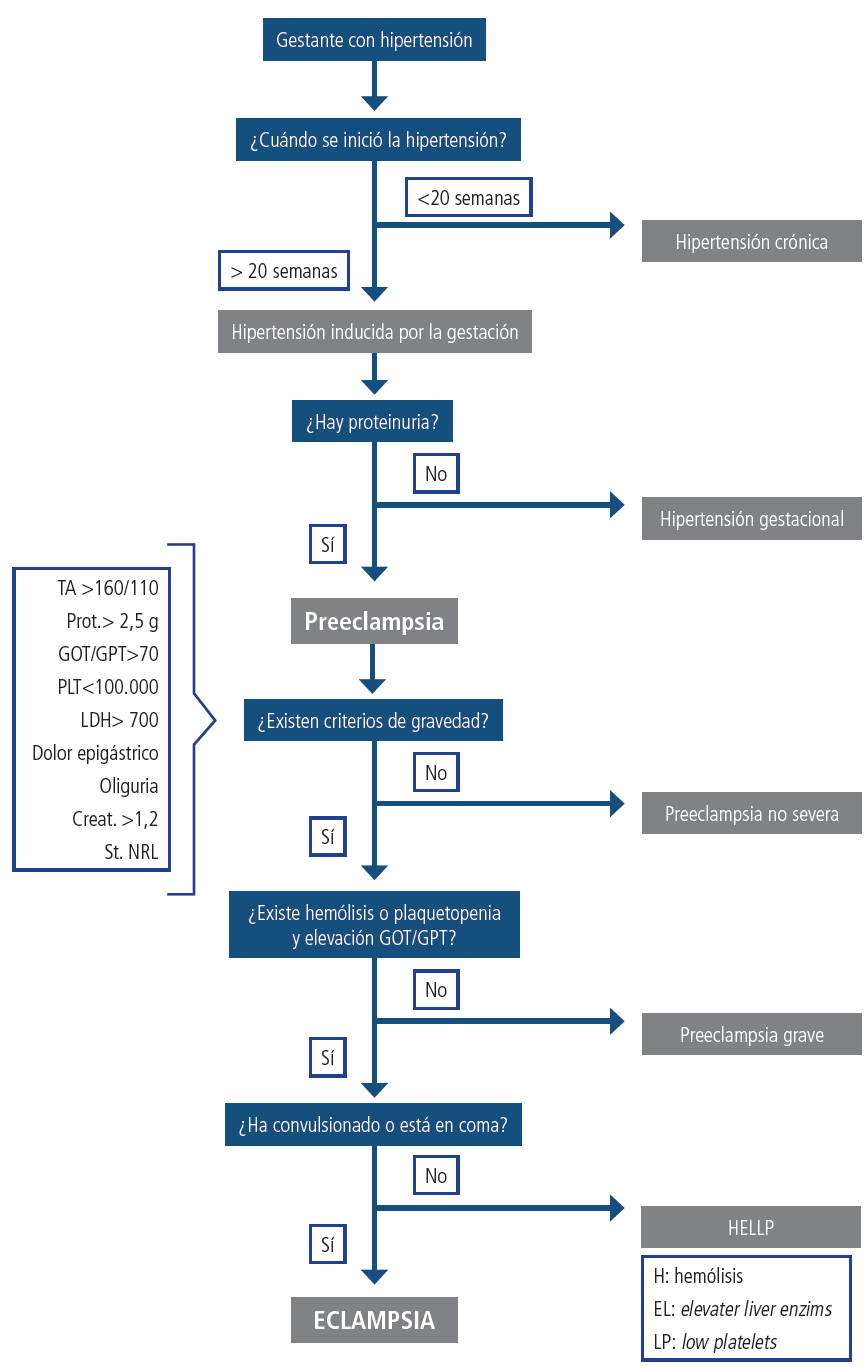 Gestante con hipertensión
¿Cuándo se inició la hipertensión?
<20 semanas
Hipertensión crónica
> 20 semanas
Hipertensión inducida por la gestación
¿Hay proteinuria?
No
Hipertensión gestacional
Sí
TA >160/110
Prot.> 2,5 g
GOT/GPT>70
PLT<100.000
LDH> 700
Dolor epigástrico
Oliguria
Creat. >1,2
St. NRL
Preeclampsia
¿Existen criterios de gravedad?
No
Preeclampsia no severa
Sí
¿Existe hemólisis o plaquetopenia
y elevación GOT/GPT?
No
Preeclampsia grave
Sí
¿Ha convulsionado o está en coma?
No
HELLP
H: hemólisis
EL: elevater liver enzims
LP: low platelets
Sí
ECLAMPSIA